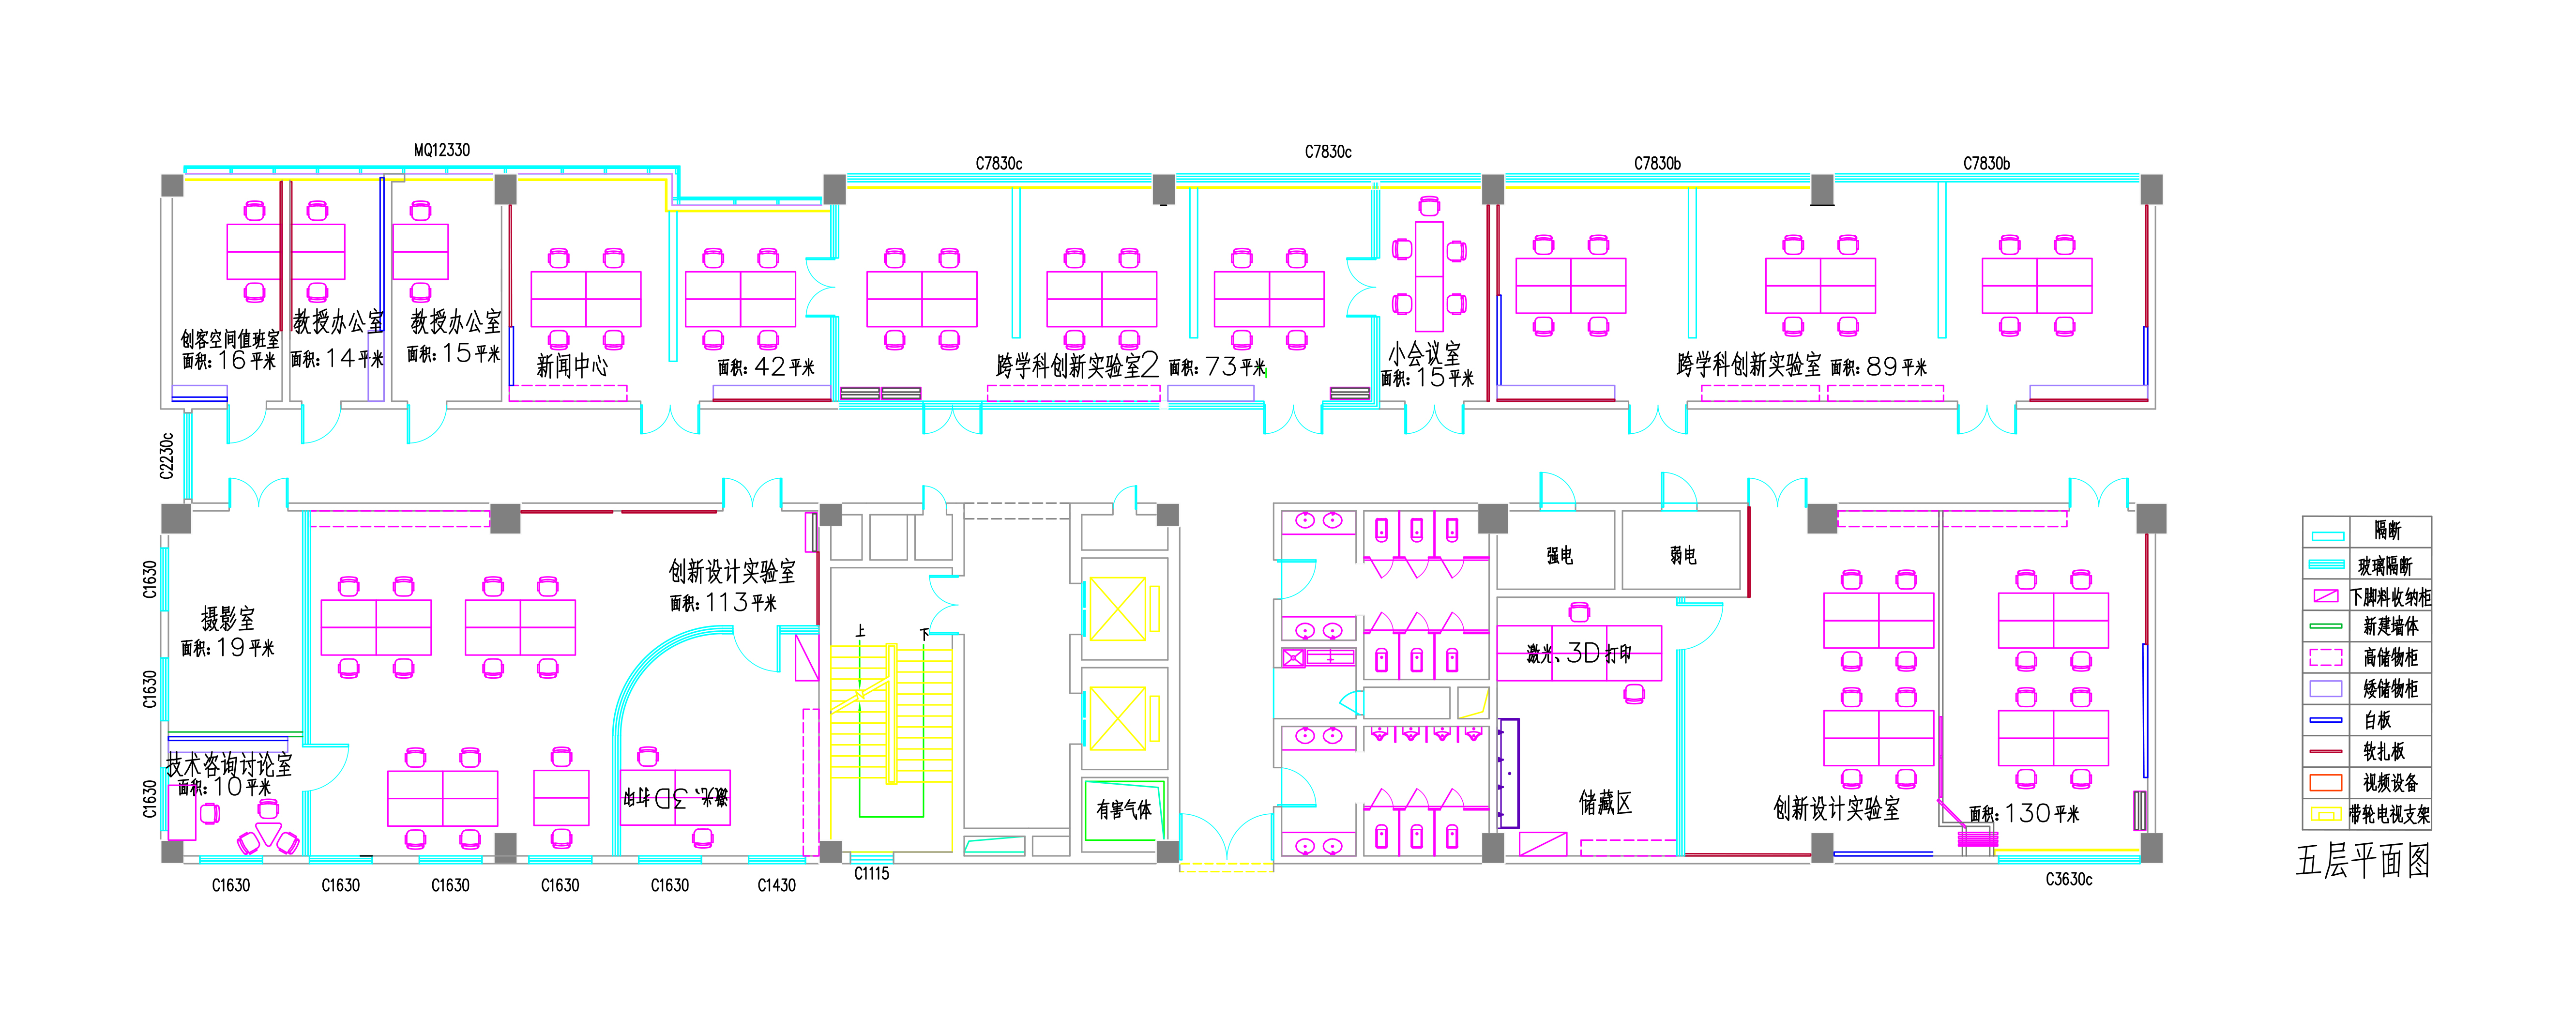 MQ12330
C7830c
C7830c
C7830b
C7830b
创客空间值班室
面积: 16 平米
教授办公室
面积: 14 平米
教授办公室
面积: 15 平米
新闻中心
面积: 42 平米
跨学科创新实验室2
面积: 73 平米
小会议室
面积: 15 平米
跨学科创新实验室
面积: 89 平米
C2230c
C1630
C1630
C1630
摄影室
面积: 19 平米
技术咨询讨论室
面积: 10 平米
创新设计实验室
面积: 113 平米
激光、3D 打印
上
下
有害气体
强电
弱电
激光、3D 打印
储藏区
创新设计实验室
面积: 130 平米
C1630
C1630
C1630
C1630
C1630
C1430
C1115
C3630c
隔断
玻璃隔断
下脚料收纳柜
新建墙体
高储物柜
矮储物柜
白板
软扎板
视频设备
带轮电视支架
五层平面图